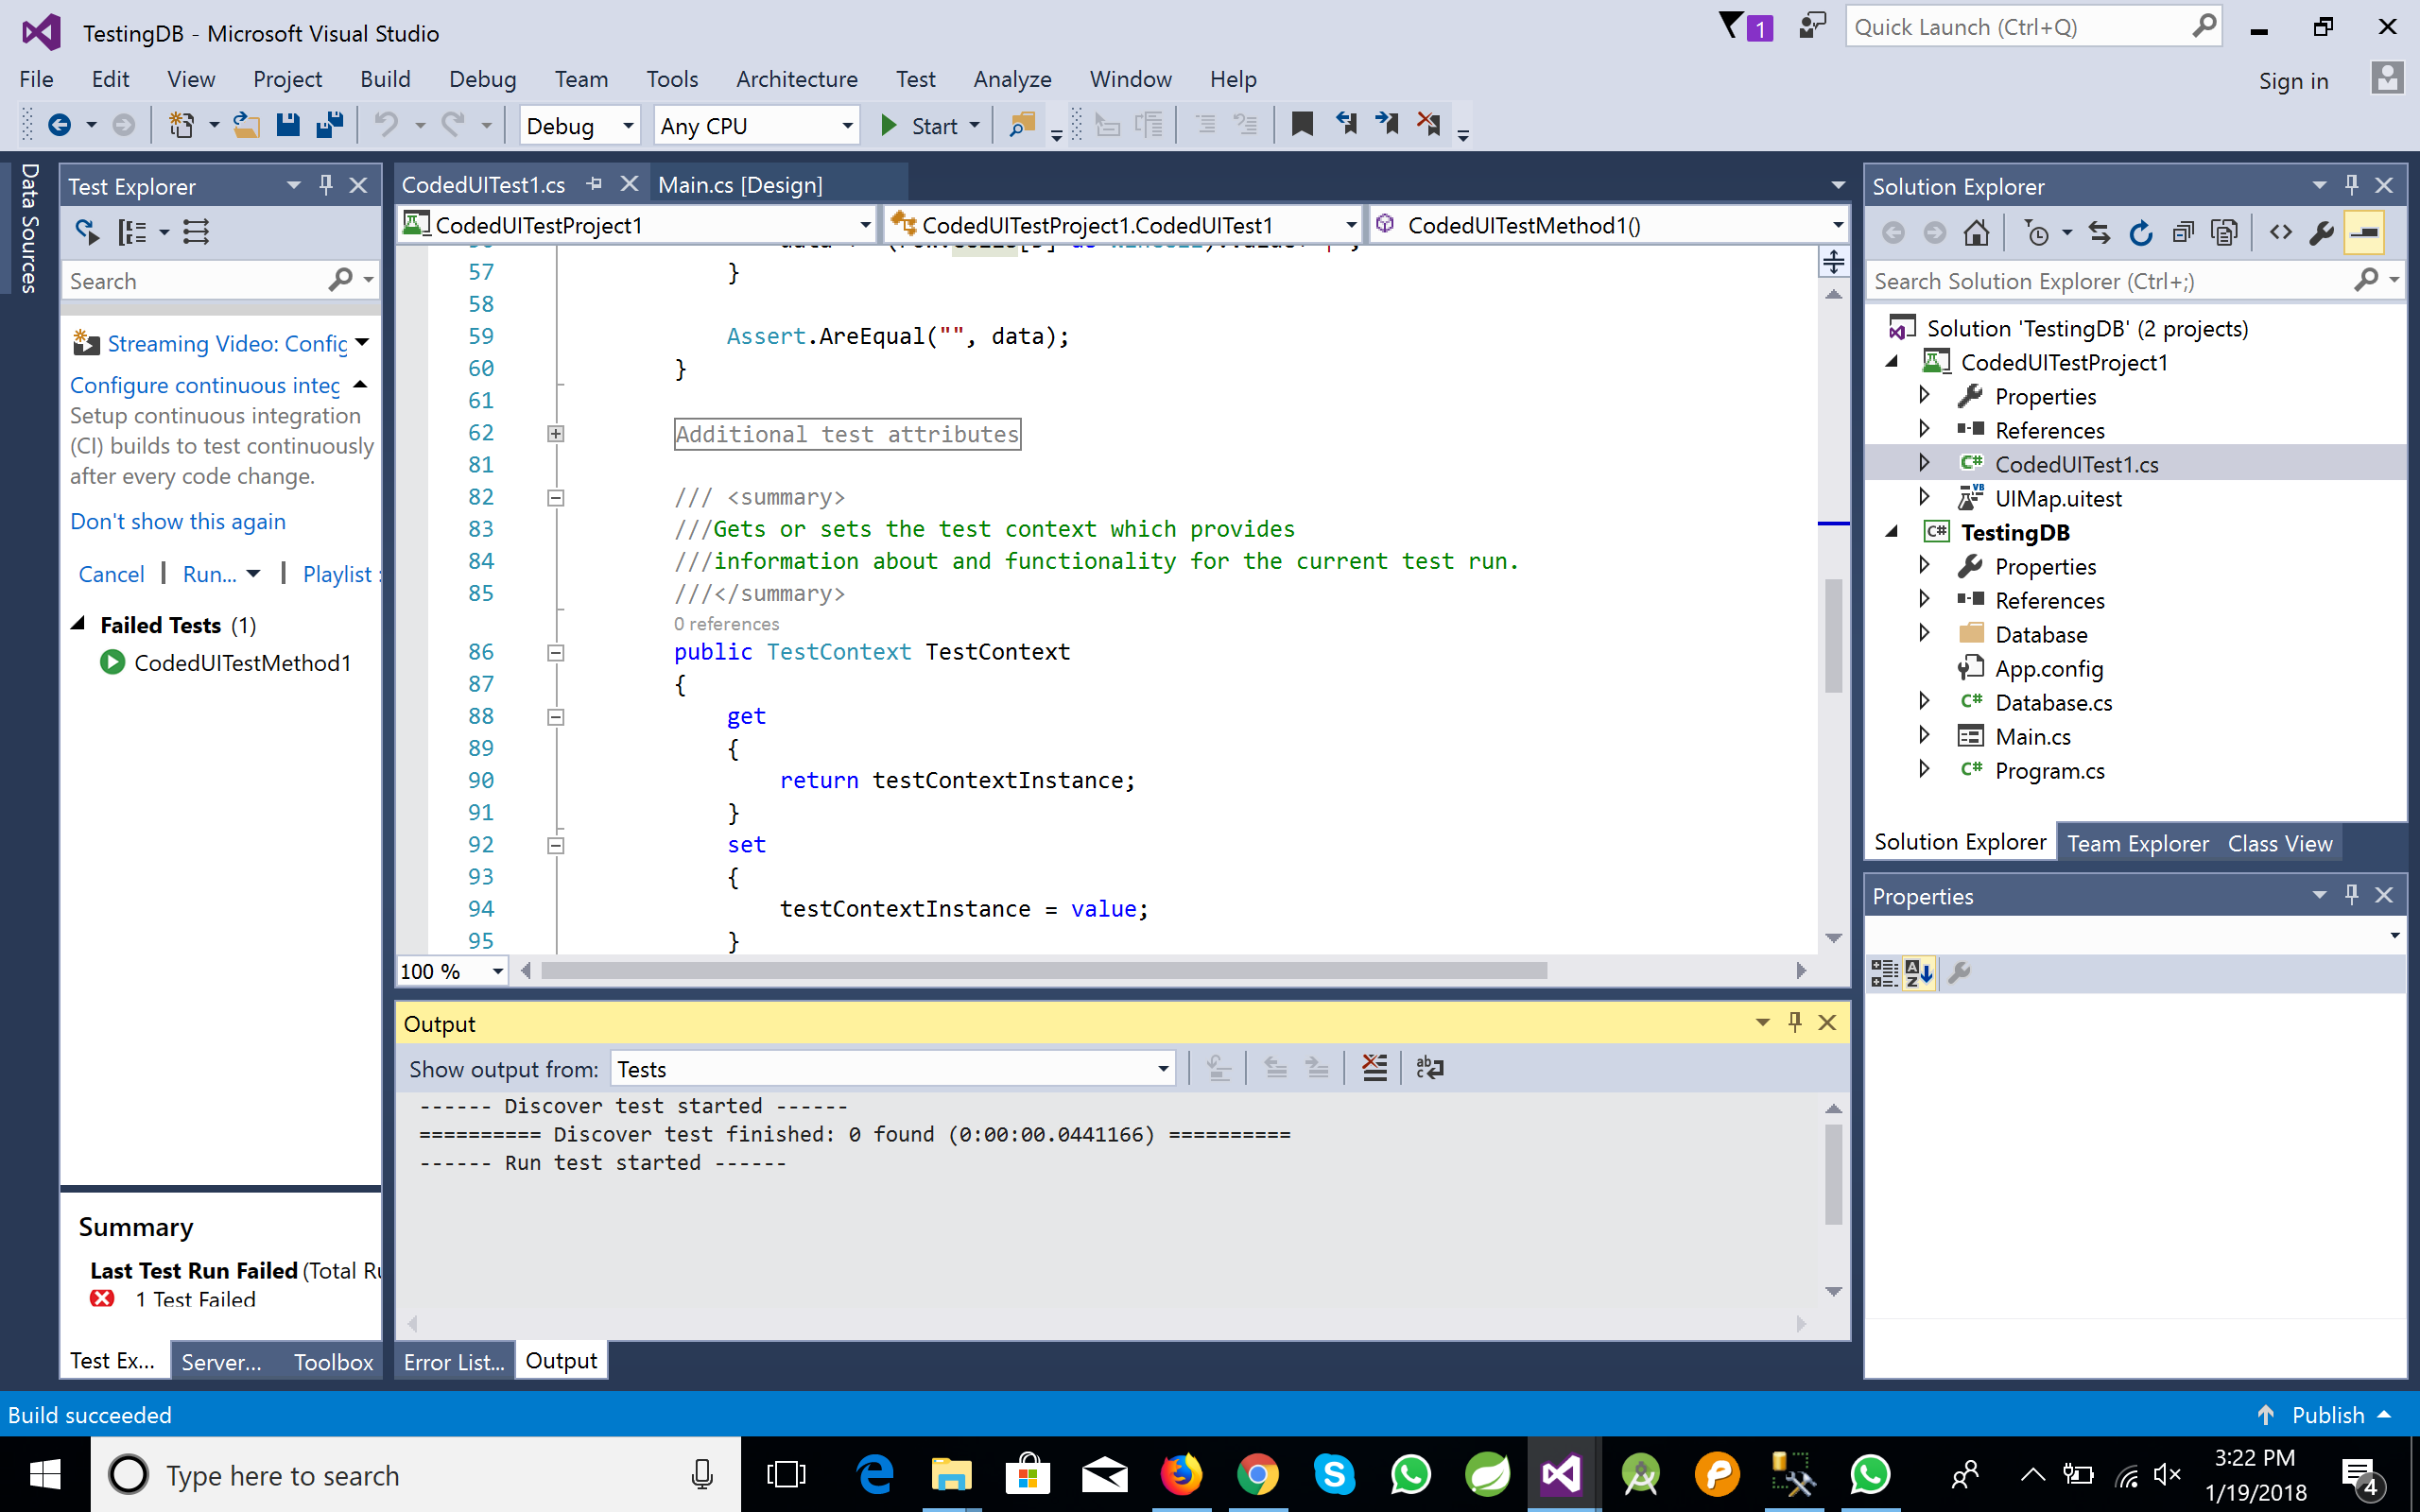 TestingDB - Microsoft Visual Studio
1
Quick Launch (Ctrl+Q)
File Edit View Project Build Debug Team Tools Architecture Test Analyze Window Help
Sign in
Debug Any CPU Start
Data Sources
Test Explorer
Search
Streaming Video: Config
Configure continuous integ
Setup continuous integration
(CI) builds to test continuously
after every code change.
Don't show this again
Cancel | Run... | Playlist :
Failed Tests (1)
CodedUITestMethod1
Summary
Last Test Run Failed (Total Ru
1 Test Failed
Test Ex... Server... Toolbox
CodedUITest1.cs Main.cs [Design]
CodedUITestProject1 CodedUITestProject1.CodedUITest1 CodedUITestMethod1()
57 }
58
59 Assert.AreEqual("", data);
60 }
61
62 Additional test attributes
81
82 /// <summary>
83 ///Gets or sets the test context which provides
84 ///information about and functionality for the current test run.
85 ///</summary>
0 references
86 public TestContext TestContext
87 {
88 get
89 {
90 return testContextInstance;
91 }
92 set
93 {
94 testContextInstance = value;
95 }
100 %
Output
Show output from: Tests
------ Discover test started ------
========== Discover test finished: 0 found (0:00:00.0441166) ==========
------ Run test started ------
Error List... Output
Solution Explorer
Search Solution Explorer (Ctrl+;)
Solution 'TestingDB' (2 projects)
CodedUITestProject1
Properties
References
C# CodedUITest1.cs
UIMap.uitest
C# TestingDB
Properties
References
Database
App.config
C# Database.cs
Main.cs
C# Program.cs
Solution Explorer Team Explorer Class View
Properties
Build succeeded
Publish
Type here to search
3:22 PM
1/19/2018
4